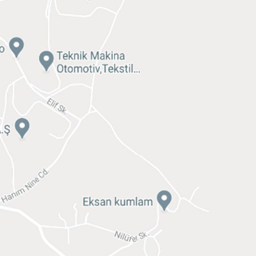 o
Teknik Makina
Otomotiv,Tekstil...
Elif Sk
A.Ş
Hanım Nine Cd.
Eksan kumlam
Nilüfer Sk